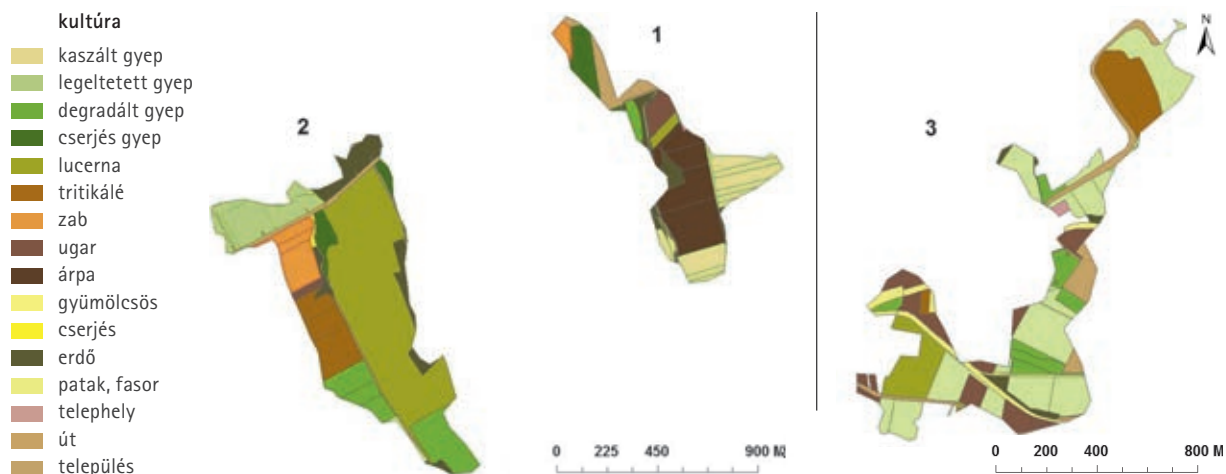 kultúra
kaszált gyep
legeltetett gyep
degradált gyep
cserjés gyep
lucerna
tritikálé
zab
ugar
árpa
gyümölcsös
cserjés
erdő
patak, fasor
telephely
út
település
2
1
3
N
0 225 450 900 M
0 200 400 800 M